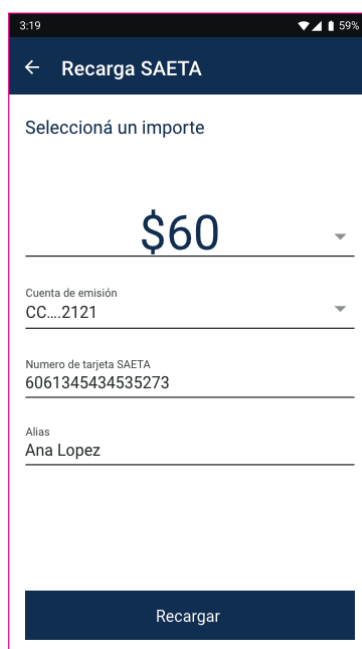 3:19
59%
Recarga SAETA
Seleccioná un importe
$60
Cuenta de emisión
CC....2121
Numero de tarjeta SAETA
6061345434535273
Alias
Ana Lopez
Recargar